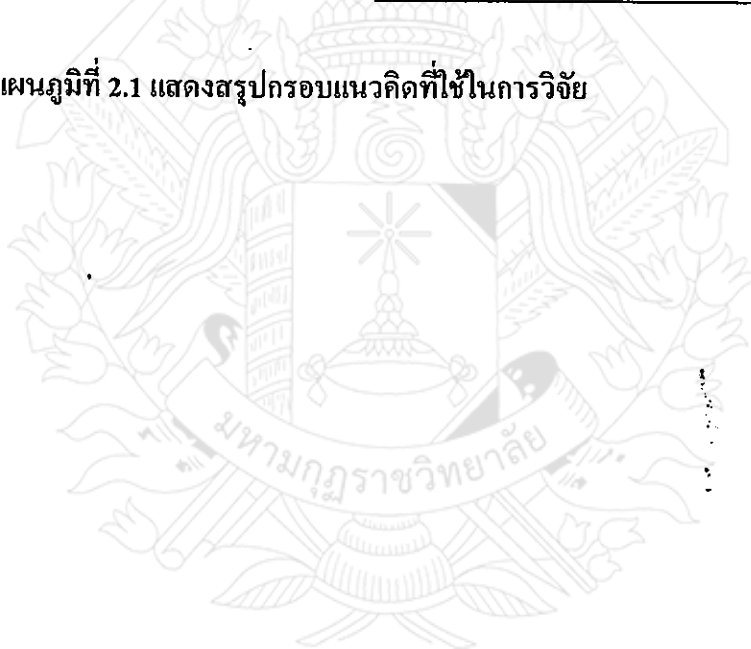 แผนภูมิที่ 2.1 แสดงสรุปกรอบแนวคิดที่ใช้ในการวิจัย
มหามกุฏราชวิทยาลัย